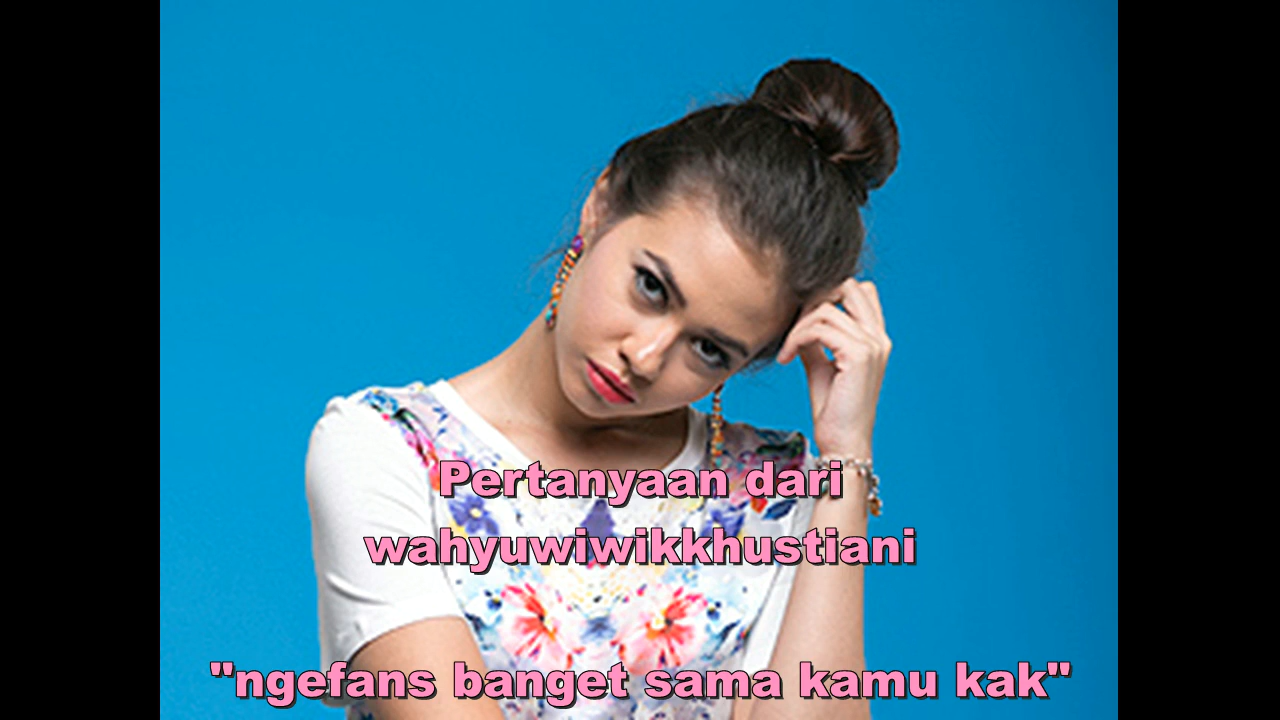 Pertanyaan dari
wahyuwiwikkhustiani
"ngefans banget sama kamu kak"